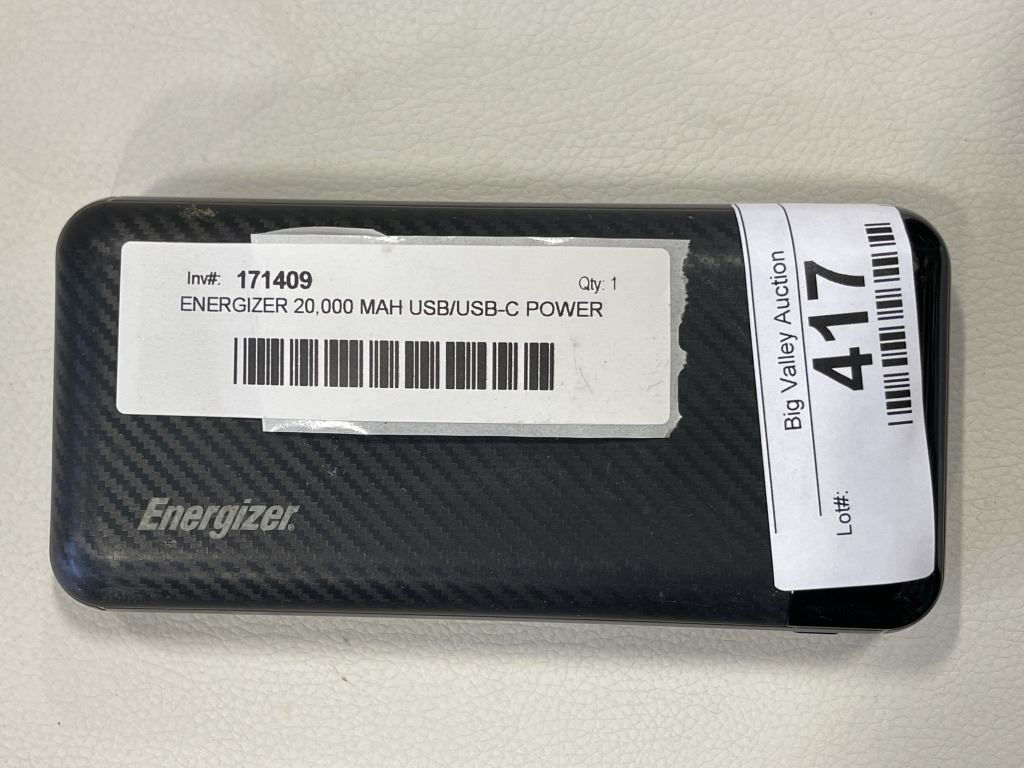 Inv#: 171409 Qty: 1
ENERGIZER 20,000 MAH USB/USB-C POWER
Energizer®
Big Valley Auction
417
Lot#: